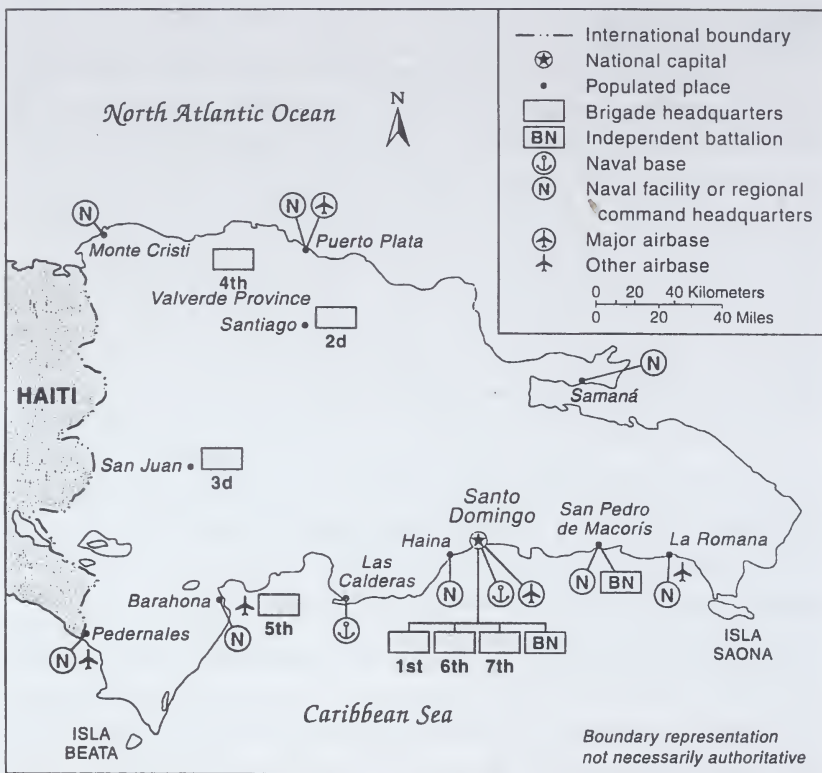 International boundary
National capital
Populated place
Brigade headquarters
BN Independent battalion
Naval base
N Naval facility or regional
command headquarters
Major airbase
Other airbase
0 20 40 Kilometers
0 20 40 Miles
North Atlantic Ocean
N
N
N
Monte Cristi
Puerto Plata
4th
Valverde Province
Santiago
2d
N
Samaná
HAITI
San Juan
3d
Santo
Domingo
San Pedro
de Macorís
Haina
La Romana
Las
Calderas
Barahona
5th
N
N
BN
N
Pedernales
N
N
1st
6th
7th
BN
ISLA
SAONA
Caribbean Sea
ISLA
BEATA
Boundary representation
not necessarily authoritative